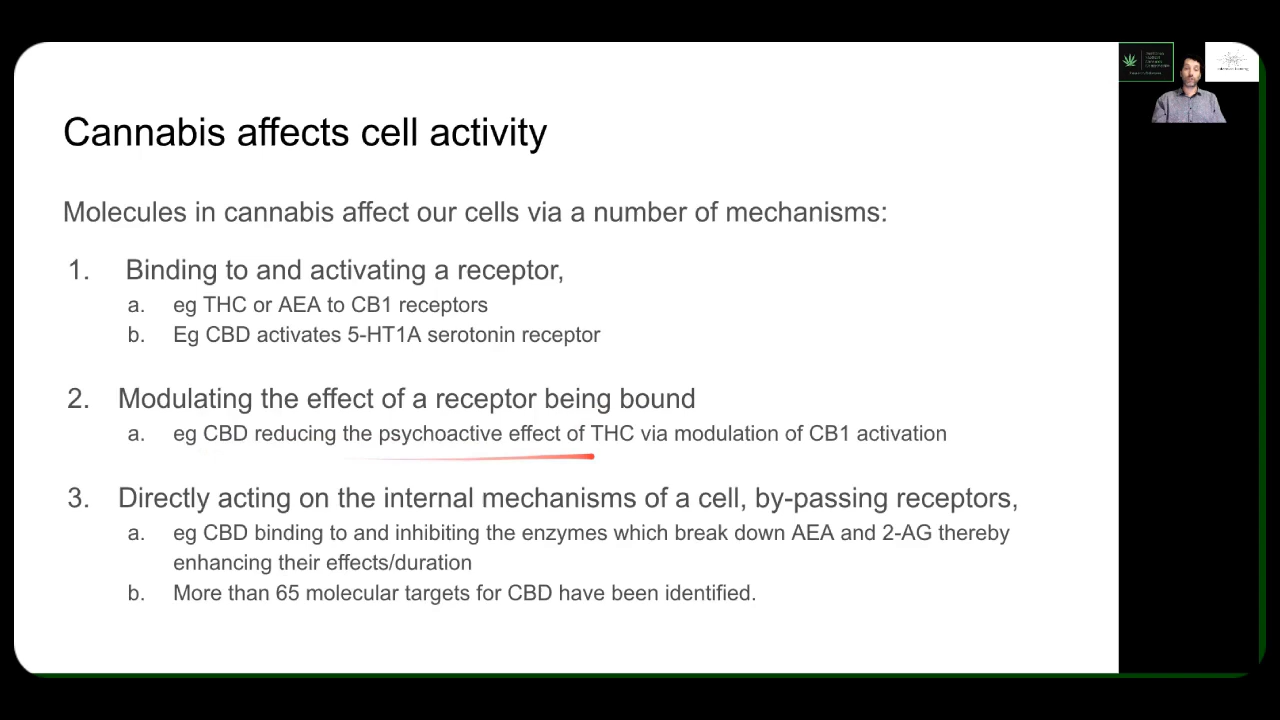 Cannabis affects cell activity
Molecules in cannabis affect our cells via a number of mechanisms:
1. Binding to and activating a receptor,
a. eg THC or AEA to CB1 receptors
b. Eg CBD activates 5-HT1A serotonin receptor
2. Modulating the effect of a receptor being bound
a. eg CBD reducing the psychoactive effect of THC via modulation of CB1 activation
3. Directly acting on the internal mechanisms of a cell, by-passing receptors,
a. eg CBD binding to and inhibiting the enzymes which break down AEA and 2-AG thereby
enhancing their effects/duration
b. More than 65 molecular targets for CBD have been identified.